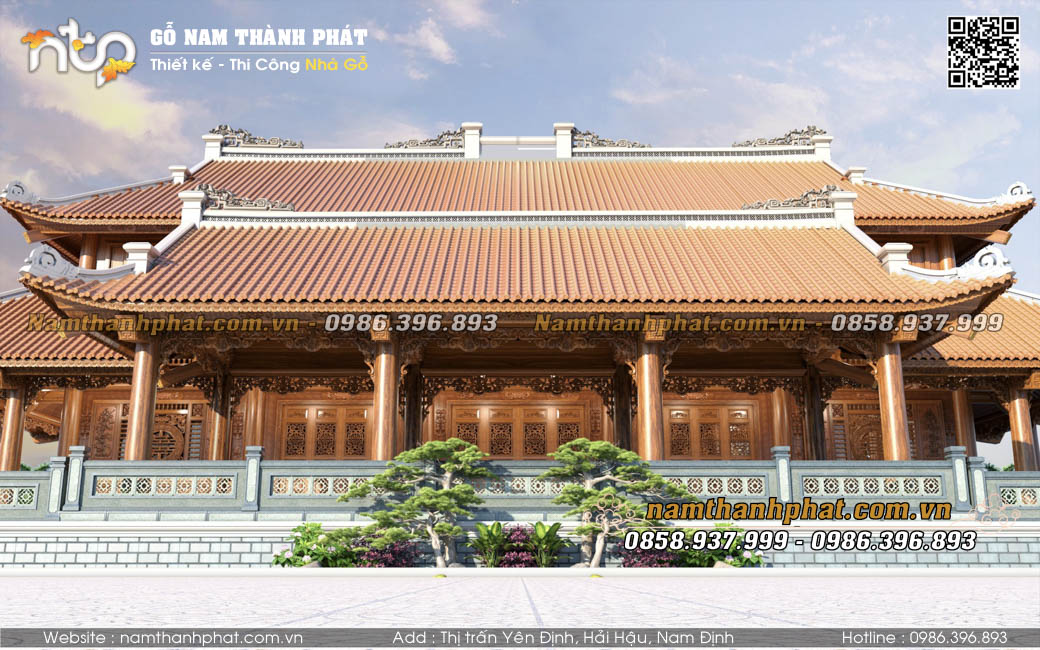 ntp
GỖ NAM THÀNH PHÁT
Thiết kế - Thi Công Nhà Gỗ
Namthanhphat.com.vn - 0986.396.893
Namthanhphat.com.vn - 0858.937.999
namthanhphat.com.vn
0858.937.999 - 0986.396.893
Website : namthanhphat.com.vn
Add : Thị trấn Yên Định, Hải Hậu, Nam Định
Hotline : 0986.396.893